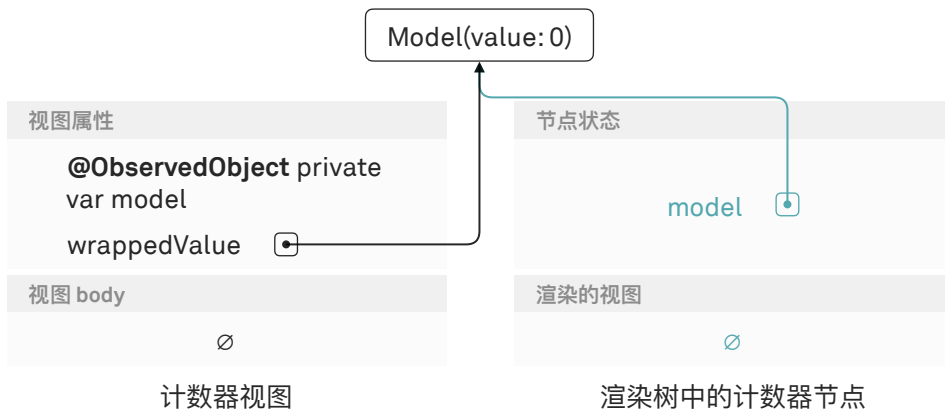 Model(value: 0)
视图属性
@ObservedObject private
var model
wrappedValue
视图 body
∅
计数器视图
节点状态
model
渲染的视图
∅
渲染树中的计数器节点